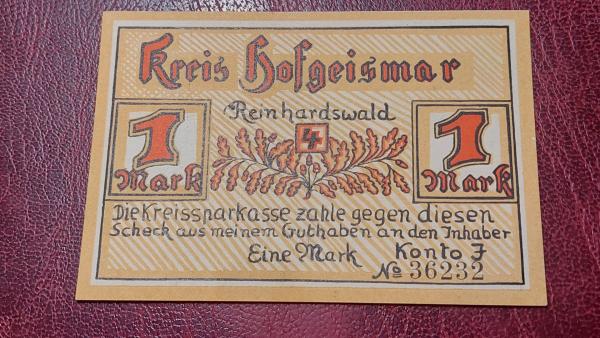 Kreis Hofgeismar
Reinhardswald
4
1 Mark
1 Mark
Die Kreissparkasse zahle gegen diesen
Scheck aus meinem Guthaben an den Inhaber
Eine Mark Konto J
No 36232